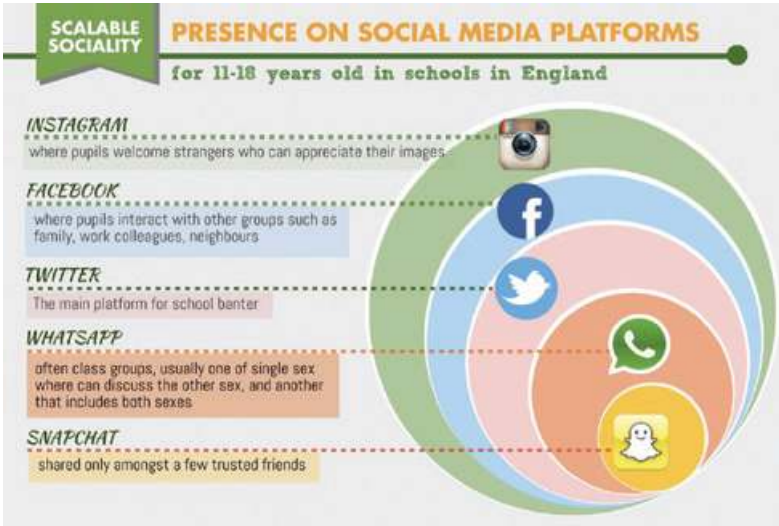 SCALABLE
SOCIALITY
PRESENCE ON SOCIAL MEDIA PLATFORMS
for 11-18 years old in schools in England
INSTAGRAM
where pupils welcome strangers who can appreciate their images
FACEBOOK
where pupils interact with other groups such as
family, work colleagues, neighbours
TWITTER
The main platform for school banter
WHATSAPP
often class groups, usually one of single sex
where can discuss the other sex, and another
that includes both sexes
SNAPCHAT
shared only amongst a few trusted friends